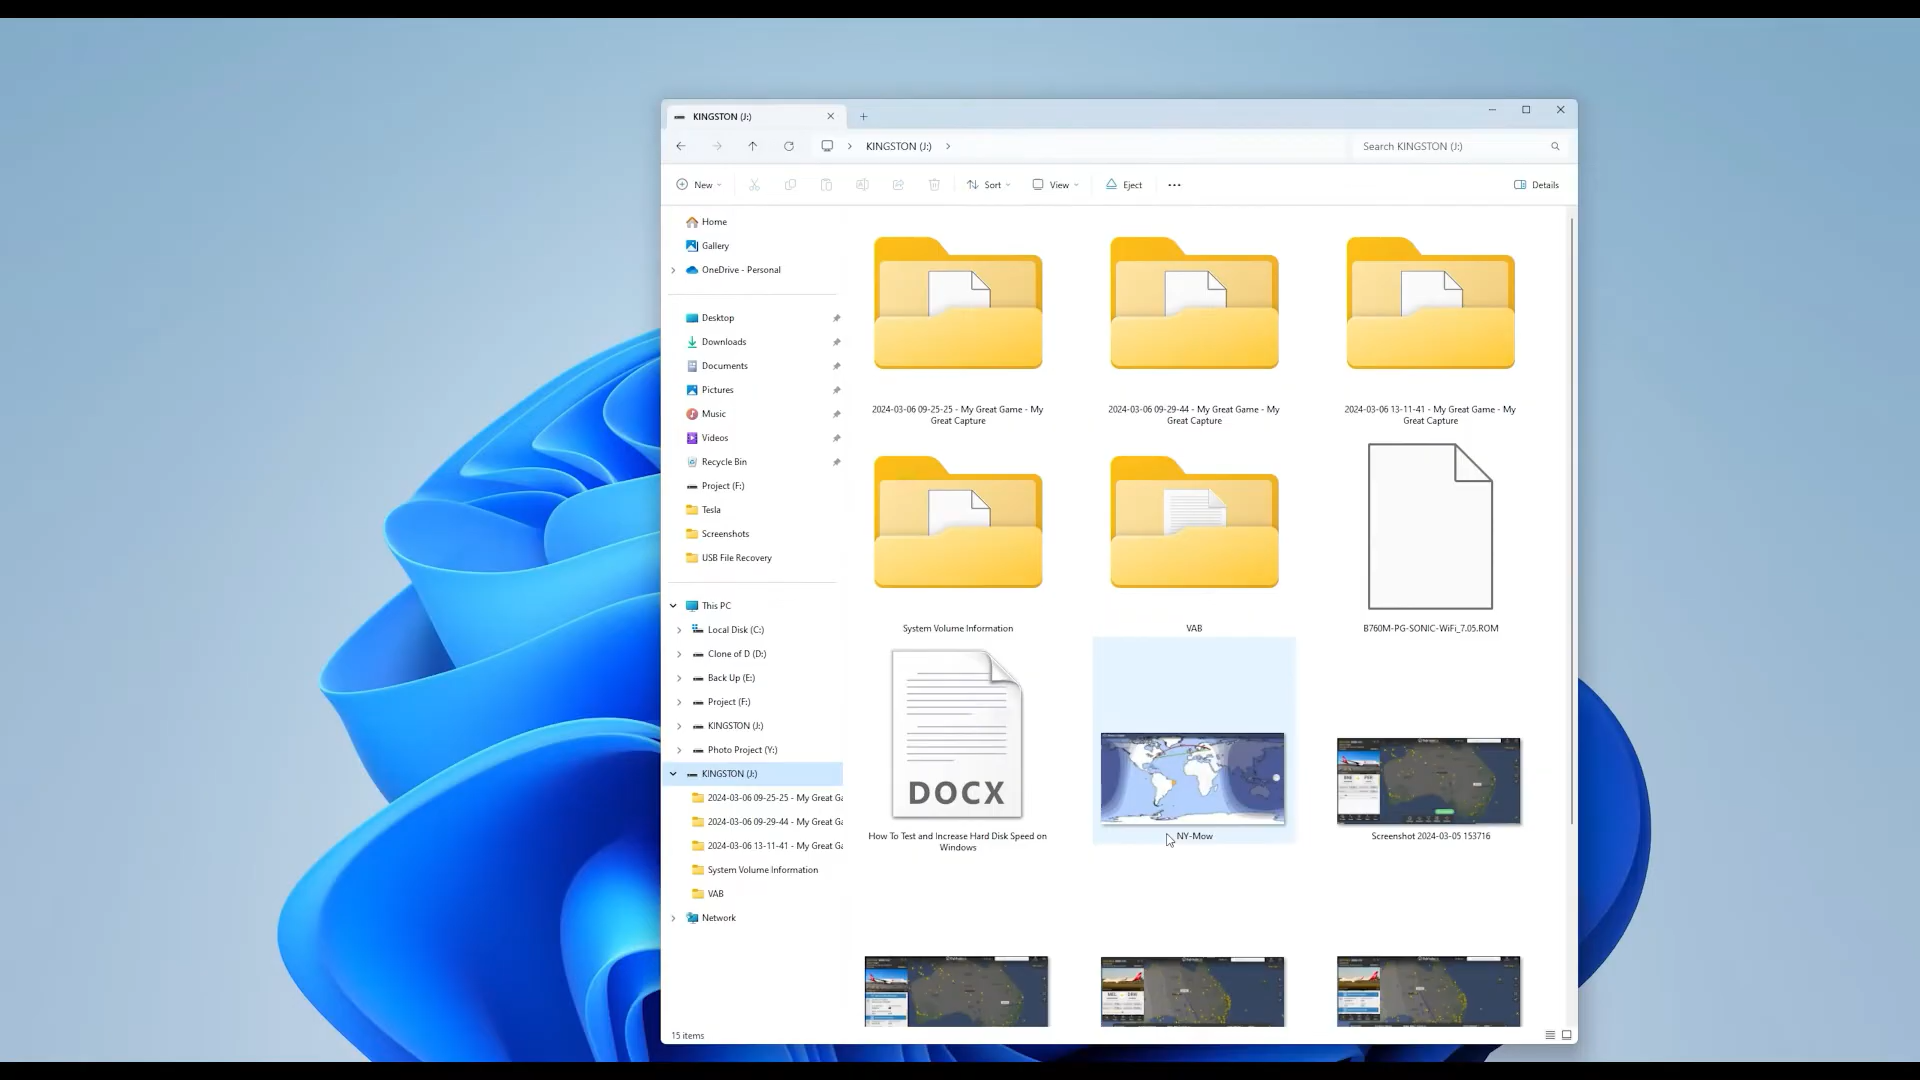 KINGSTON (J:)
KINGSTON (J:)
Search KINGSTON (J:)
New
Sort
View
Eject
Details
Home
Gallery
OneDrive - Personal
Desktop
Downloads
Documents
Pictures
Music
Videos
Recycle Bin
Project (F:)
Tesla
Screenshots
USB File Recovery
This PC
Local Disk (C:)
Clone of D (D:)
Back Up (E:)
Project (F:)
KINGSTON (J:)
Photo Project (Y:)
KINGSTON (J:)
2024-03-06 09-25-25 - My Great Ga
2024-03-06 09-29-44 - My Great Ga
2024-03-06 13-11-41 - My Great Ga
System Volume Information
VAB
Network
2024-03-06 09-25-25 - My Great Game - My
Great Capture
2024-03-06 09-29-44 - My Great Game - My
Great Capture
2024-03-06 13-11-41 - My Great Game - My
Great Capture
System Volume Information
VAB
B760M-PG-SONIC-WiFi_7.05.ROM
DOCX
How To Test and Increase Hard Disk Speed on
Windows
NY-Mow
Screenshot 2024-03-05 153716
15 items